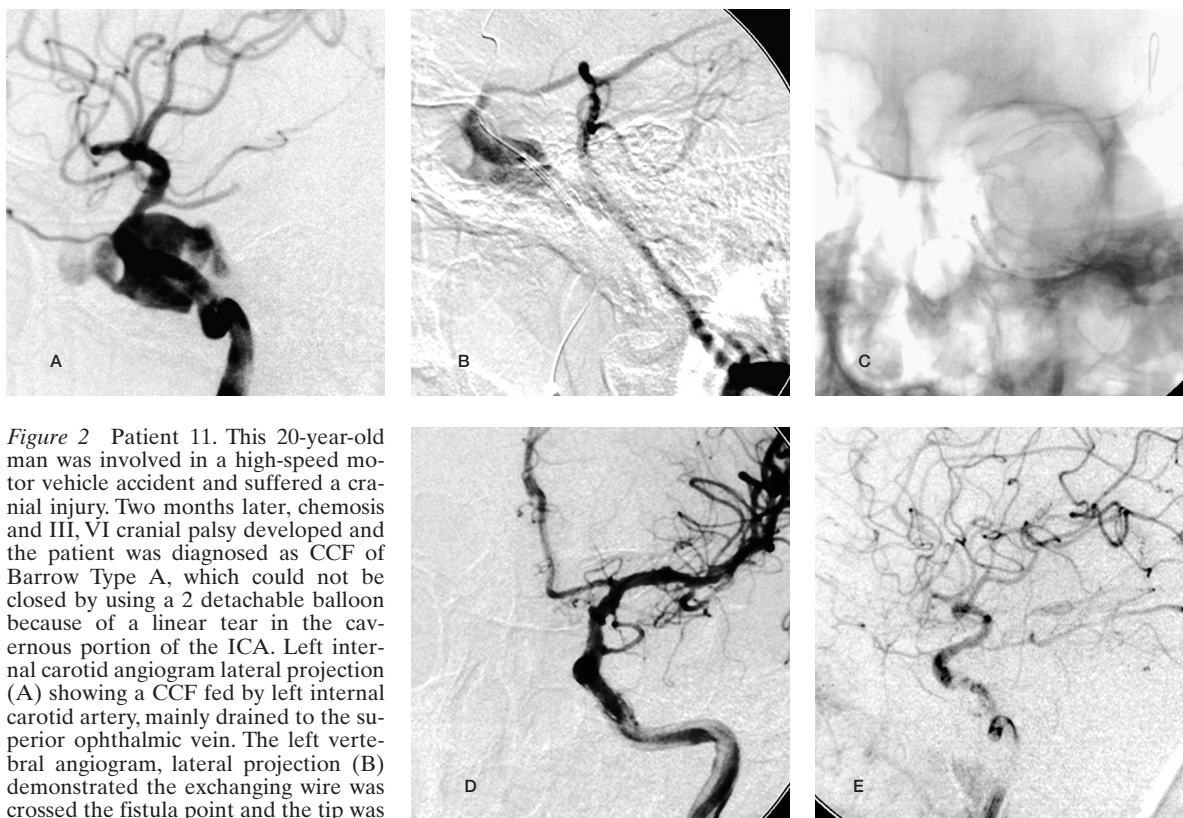 A
B
C
Figure 2 Patient 11. This 20-year-old
man was involved in a high-speed mo-
tor vehicle accident and suffered a cra-
nial injury. Two months later, chemosis
and III, VI cranial palsy developed and
the patient was diagnosed as CCF of
Barrow Type A, which could not be
closed by using a 2 detachable balloon
because of a linear tear in the cav-
ernous portion of the ICA. Left inter-
nal carotid angiogram lateral projection
(A) showing a CCF fed by left internal
carotid artery, mainly drained to the su-
perior ophthalmic vein. The left verte-
bral angiogram, lateral projection (B)
demonstrated the exchanging wire was
crossed the fistula point and the tip was
D
E